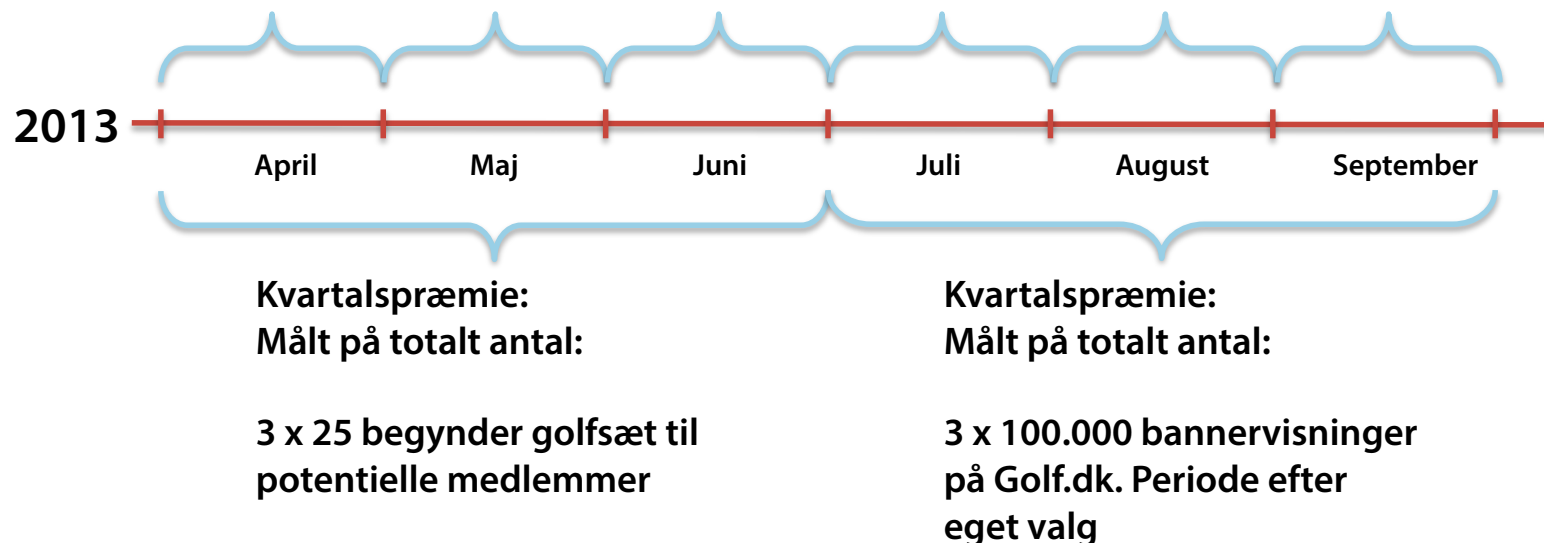 2013
April Maj Juni Juli August September
Kvartalspræmie:
Målt på totalt antal:
3 x 25 begynder golfsæt til
potentielle medlemmer
Kvartalspræmie:
Målt på totalt antal:
3 x 100.000 bannervisninger
på Golf.dk. Periode efter
eget valg